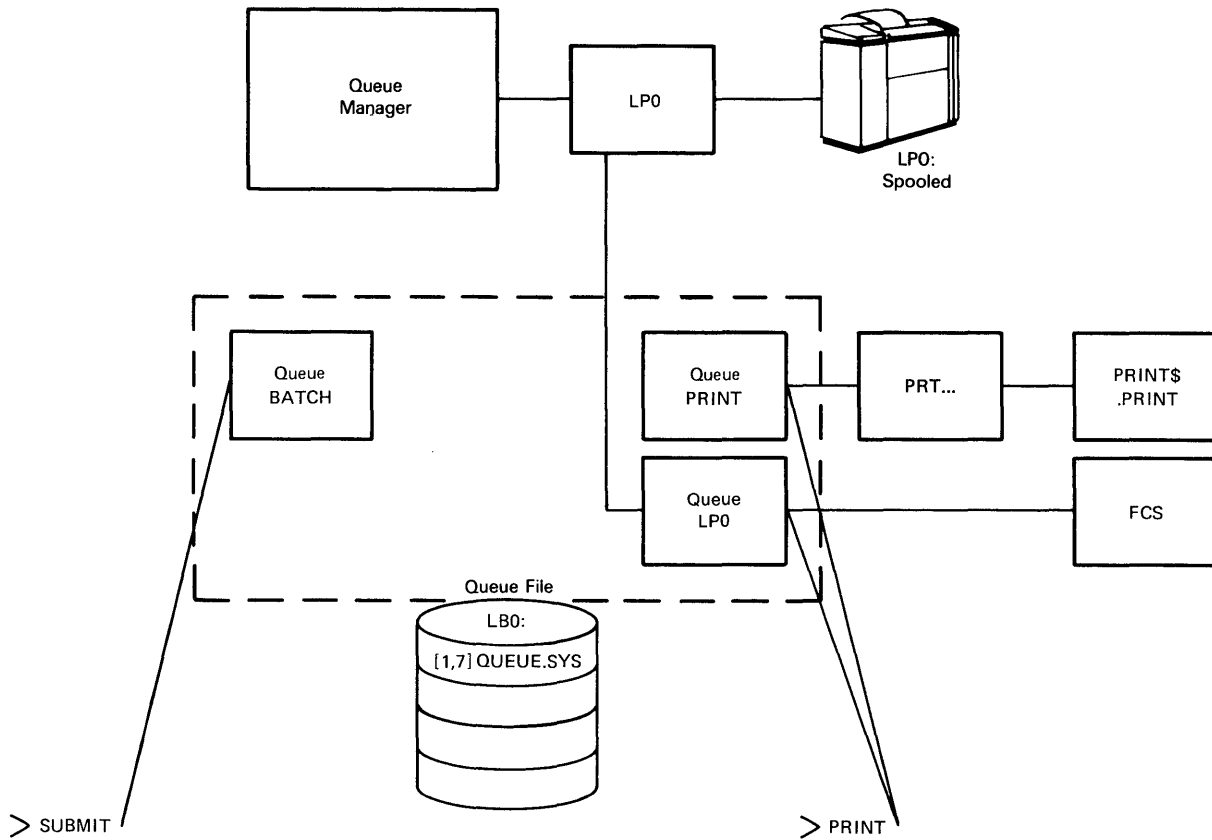 Queue
Manager
LP0
LP0:
Spooled
Queue
BATCH
Queue
PRINT
PRT...
PRINT$
.PRINT
Queue
LP0
FCS
Queue File
LB0:
[1,7] QUEUE.SYS
> SUBMIT
> PRINT